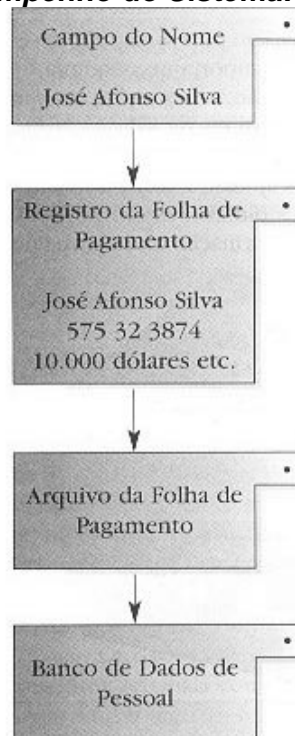 Campo do Nome
José Afonso Silva
Registro da Folha de
Pagamento
José Afonso Silva
575 32 3874
10.000 dólares etc.
Arquivo da Folha de
Pagamento
Banco de Dados de
Pessoal